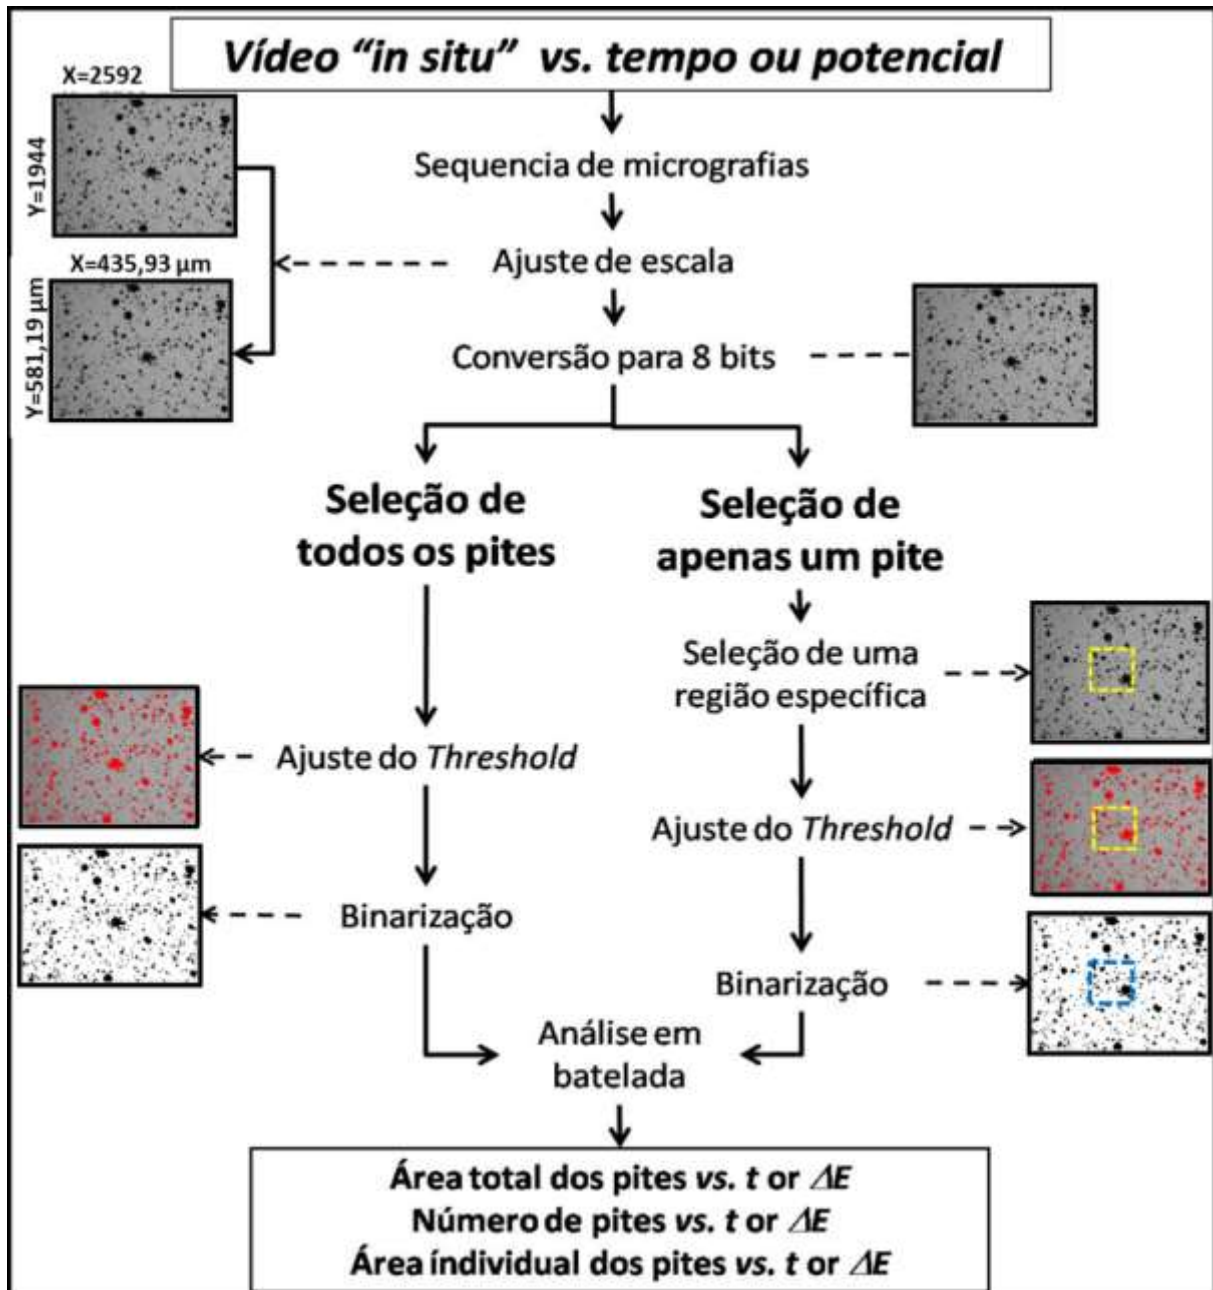 Vídeo “in situ” vs. tempo ou potencial
X=2592
Y=1944
Sequencia de micrografias
X=435,93 µm
Y=581,19 µm
Ajuste de escala
Conversão para 8 bits
Seleção de
todos os pites
Seleção de
apenas um pite
Seleção de uma
região específica
Ajuste do Threshold
Ajuste do Threshold
Binarização
Binarização
Análise em
batelada
Área total dos pites vs. t or ΔE
Número de pites vs. t or ΔE
Área índividual dos pites vs. t or ΔE